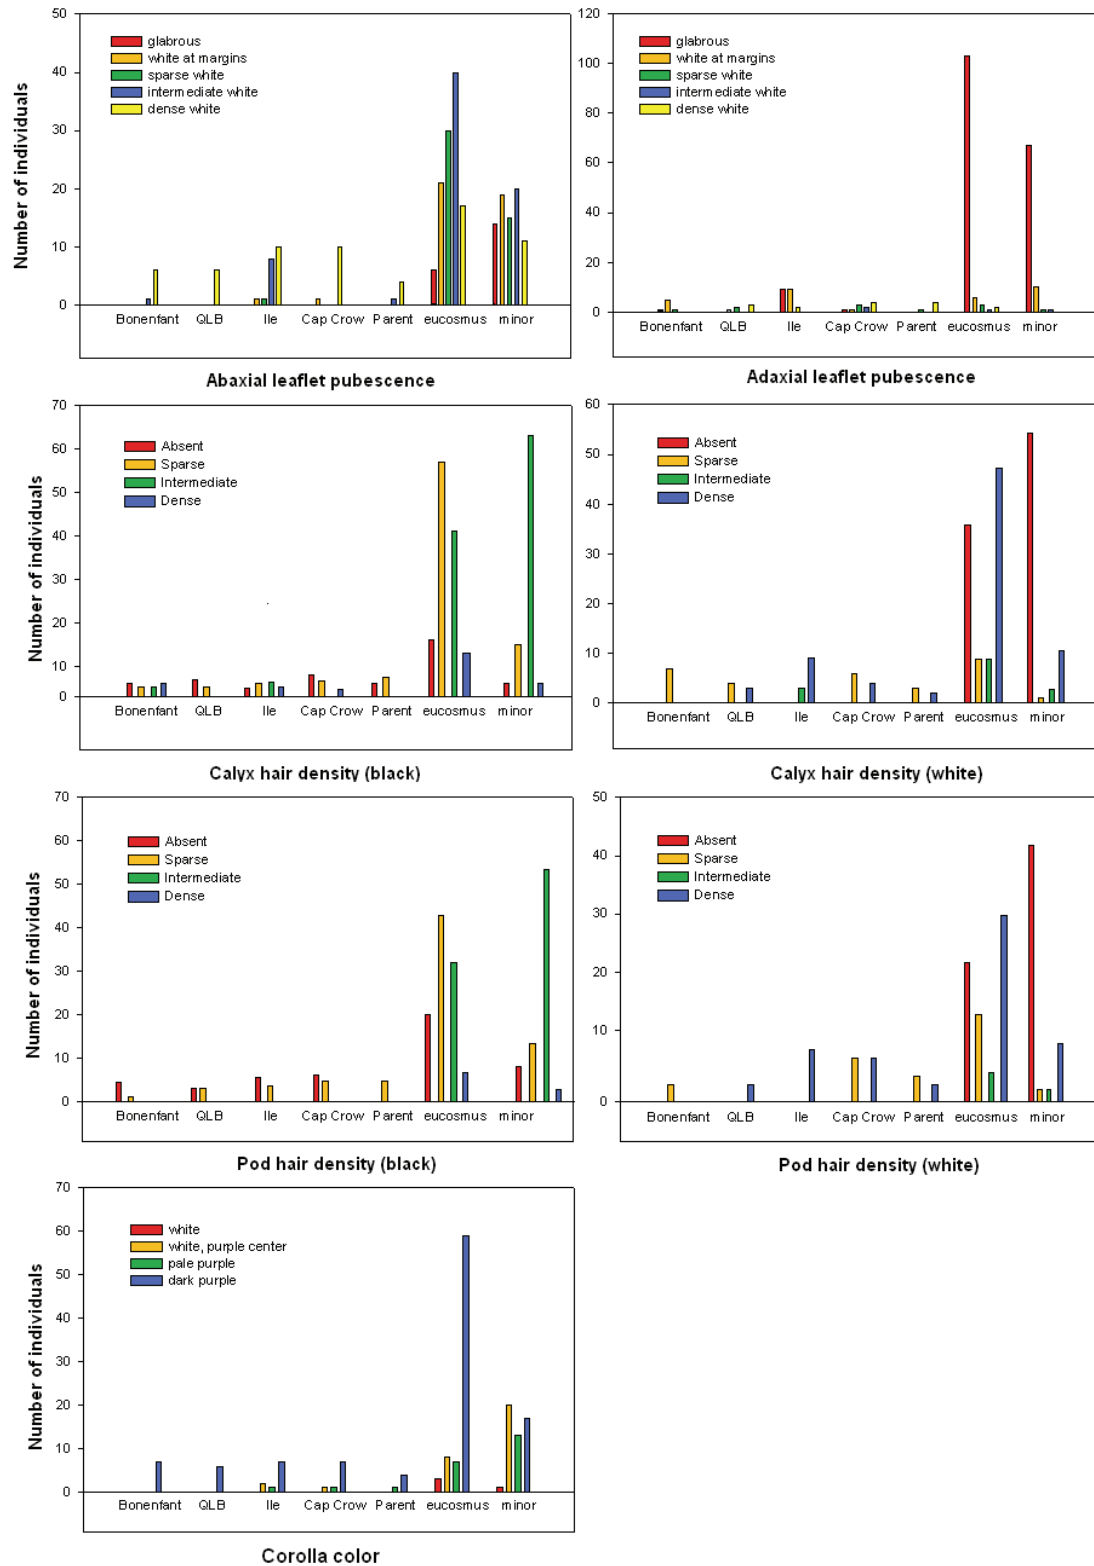 50
40
30
20
10
0
Number of individuals
glabrous
white at margins
sparse white
intermediate white
dense white
Bonenfant QLB Ile Cap Crow Parent eucosmus minor
Abaxial leaflet pubescence
120
100
80
60
40
20
0
glabrous
white at margins
sparse white
intermediate white
dense white
Bonenfant QLB Ile Cap Crow Parent eucosmus minor
Adaxial leaflet pubescence
70
60
50
40
30
20
10
0
Number of individuals
Absent
Sparse
Intermediate
Dense
Bonenfant QLB Ile Cap Crow Parent eucosmus minor
Calyx hair density (black)
60
50
40
30
20
10
0
Absent
Sparse
Intermediate
Dense
Bonenfant QLB Ile Cap Crow Parent eucosmus minor
Calyx hair density (white)
70
60
50
40
30
20
10
0
Number of individuals
Absent
Sparse
Intermediate
Dense
Bonenfant QLB Ile Cap Crow Parent eucosmus minor
Pod hair density (black)
50
40
30
20
10
0
Absent
Sparse
Intermediate
Dense
Bonenfant QLB Ile Cap Crow Parent eucosmus minor
Pod hair density (white)
70
60
50
40
30
20
10
0
Number of individuals
white
white, purple center
pale purple
dark purple
Bonenfant QLB Ile Cap Crow Parent eucosmus minor
Corolla color